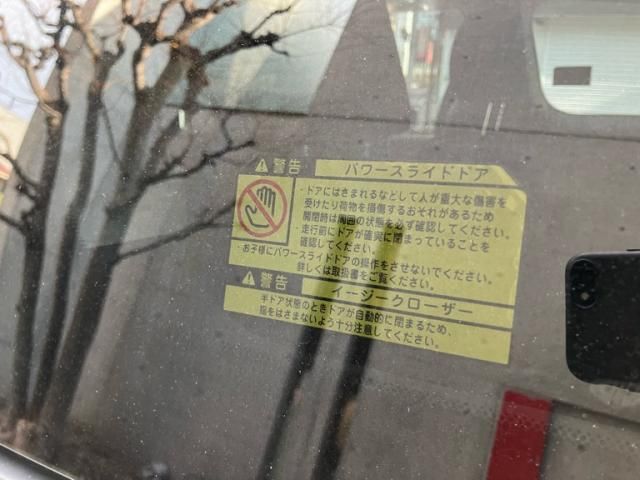 警告 パワースライドドア
・ドアにはさまれるなどして人が重大な傷害を
受けたり荷物を損傷するおそれがあるため
開閉時は周囲の状態を必ず確認してください。
・走行前にドアが確実に閉まっていることを
確認してください。
・お子様にパワースライドドアの操作をさせないでください。
詳しくは取扱書をご覧ください。
警告 イージークローザー
半ドア状態のときドアが自動的に閉まるため、
指をはさまないよう十分注意してください。